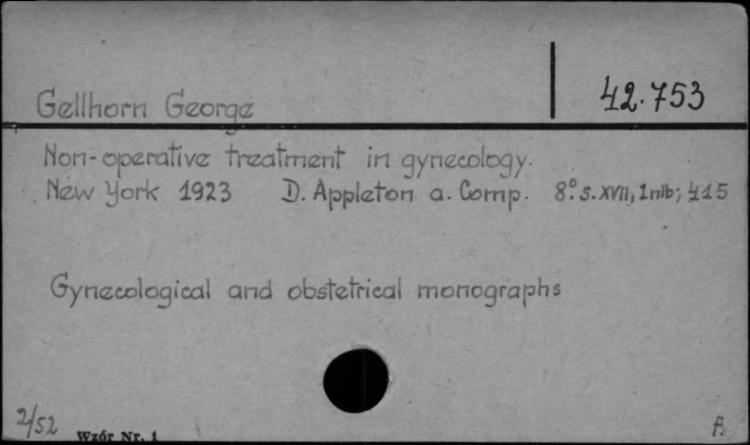 Gellhorn George 42.753
Non-operative treatment in gynecology.
New York 1923 D. Appleton a. Comp. 8° s. XVII, 1nlb; 415
Gynecological and obstetrical monographs
2/52 Wzór Nr. 1 F.